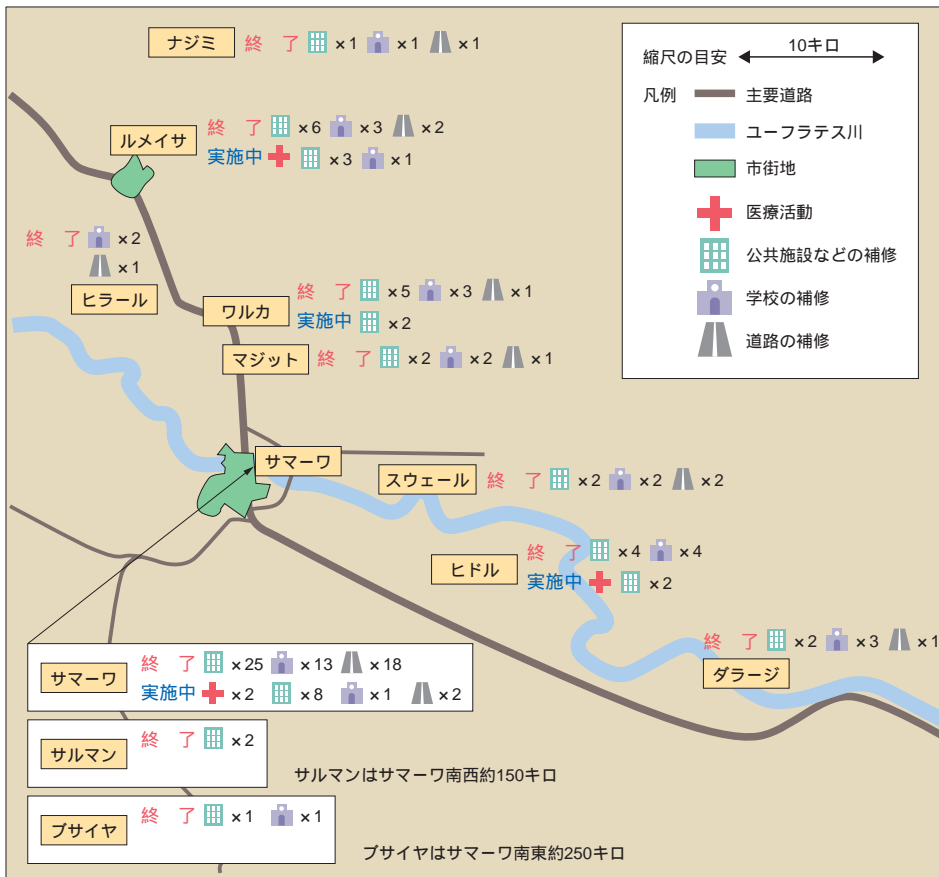 ナジミ 終 了 ×1 ×1 ×1
縮尺の目安 10キロ
凡例 主要道路
ユーフラテス川
市街地
医療活動
公共施設などの補修
学校の補修
道路の補修
ルメイサ 終 了 ×6 ×3 ×2
実施中 ×3 ×1
終 了 ×2
×1
ヒラール
ワルカ 終 了 ×5 ×3 ×1
実施中 ×2
マジット 終 了 ×2 ×2 ×1
サマーワ
スウェール 終 了 ×2 ×2 ×2
ヒドル 終 了 ×4 ×4
実施中 ×2
終 了 ×2 ×3 ×1
ダラージ
サマーワ 終 了 ×25 ×13 ×18
実施中 ×2 ×8 ×1 ×2
サルマン 終 了 ×2
サルマンはサマーワ南西約150キロ
ブサイヤ 終 了 ×1 ×1
ブサイヤはサマーワ南東約250キロ